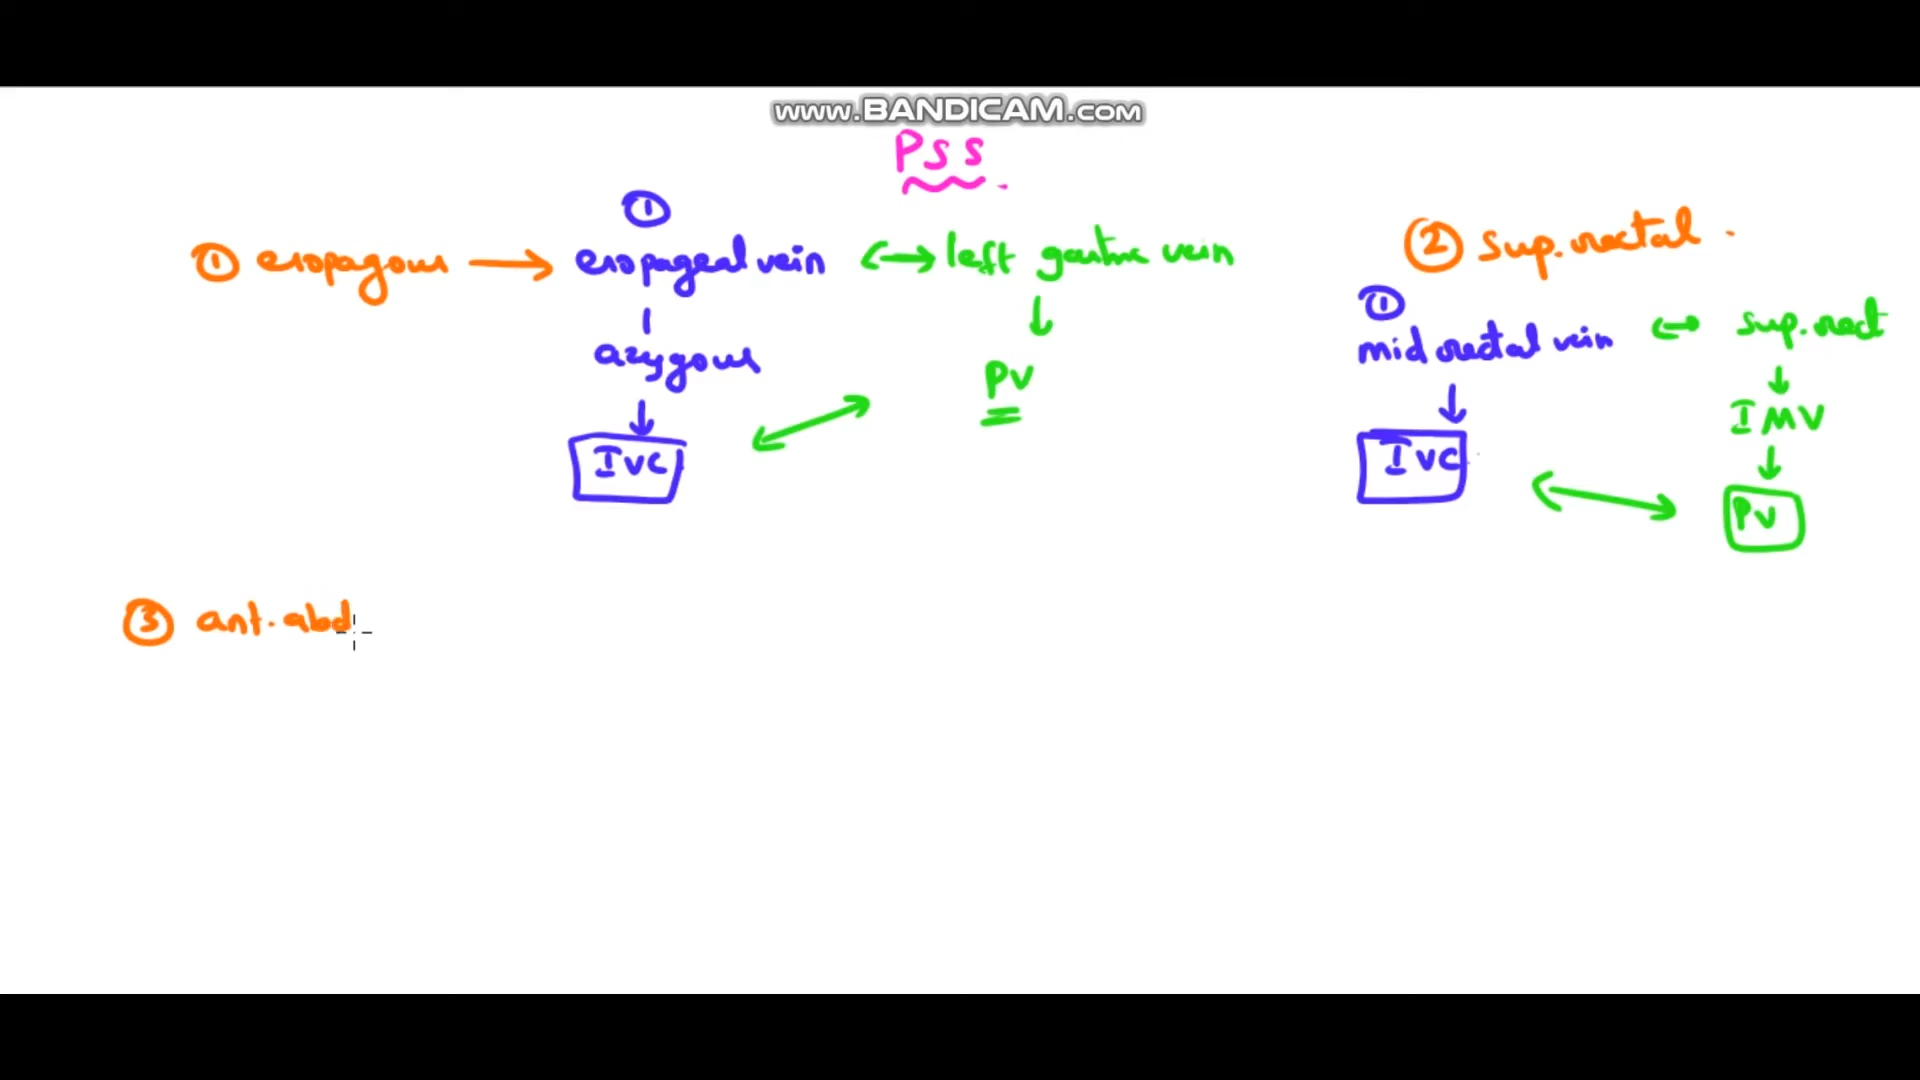 www.BANDICAM.com
PSS
①
① esopagous → esopageal vein ↔ left gastric vein
↓
azygous
PV
↓
IVC
② sup. rectal .
①
mid rectal vein ↔ sup. rect
↓ ↓
IMV
IVC
↓
PV
③ ant. abd